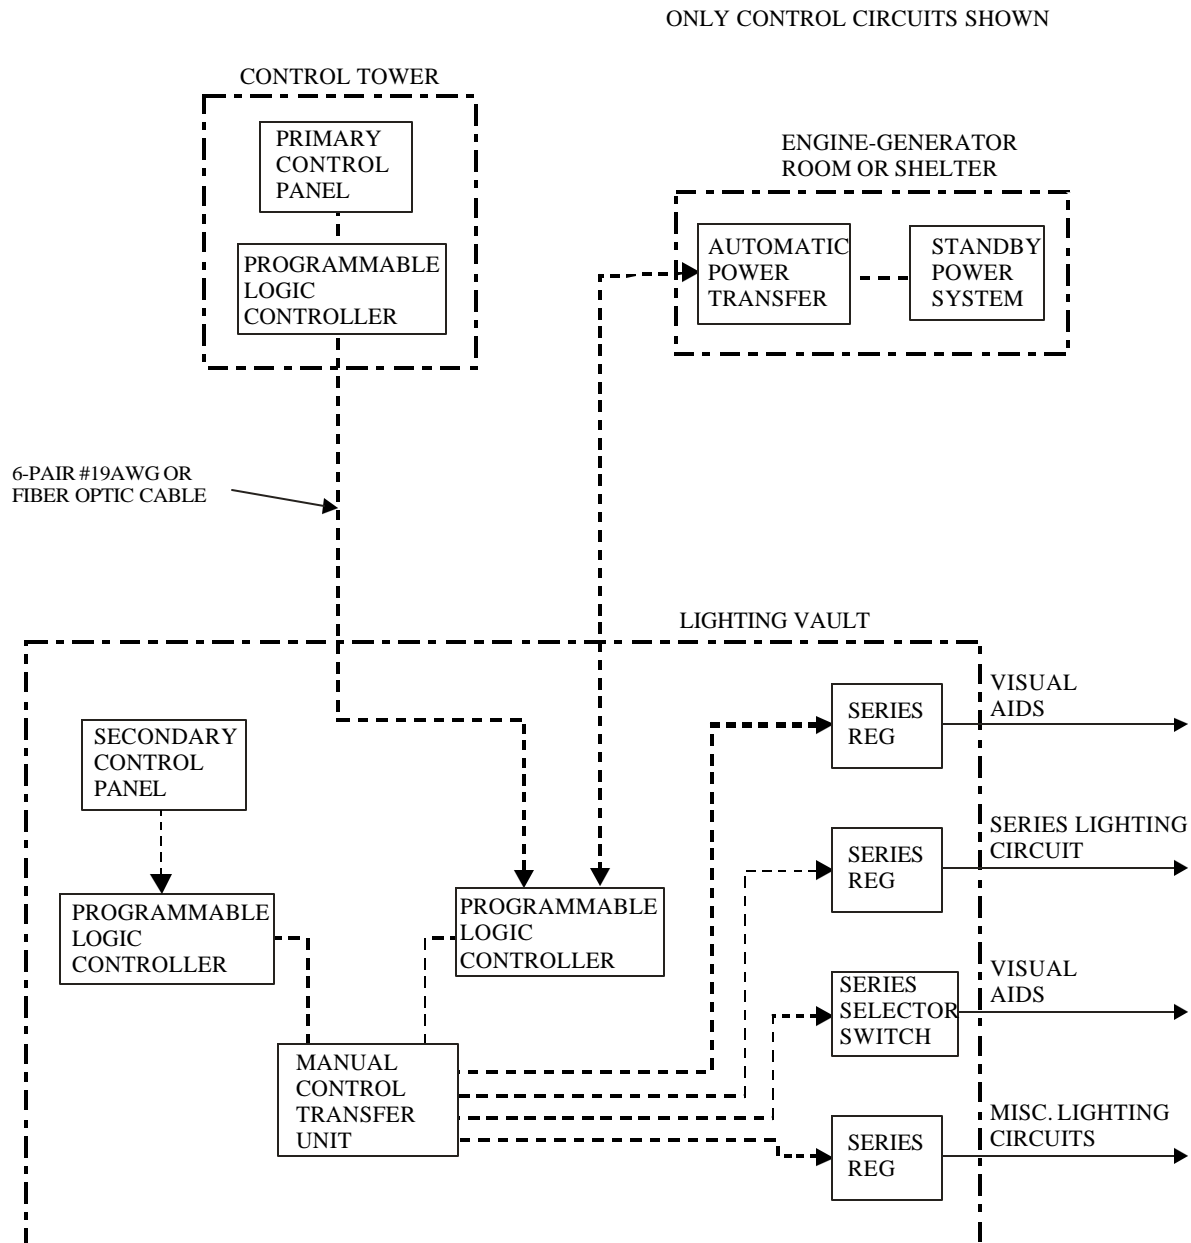 ONLY CONTROL CIRCUITS SHOWN
CONTROL TOWER
PRIMARY
CONTROL
PANEL
PROGRAMMABLE
LOGIC
CONTROLLER
ENGINE-GENERATOR
ROOM OR SHELTER
AUTOMATIC
POWER
TRANSFER
STANDBY
POWER
SYSTEM
6-PAIR #19AWG OR
FIBER OPTIC CABLE
LIGHTING VAULT
SECONDARY
CONTROL
PANEL
PROGRAMMABLE
LOGIC
CONTROLLER
PROGRAMMABLE
LOGIC
CONTROLLER
MANUAL
CONTROL
TRANSFER
UNIT
SERIES
REG
VISUAL
AIDS
SERIES
REG
SERIES LIGHTING
CIRCUIT
SERIES
SELECTOR
SWITCH
VISUAL
AIDS
SERIES
REG
MISC. LIGHTING
CIRCUITS